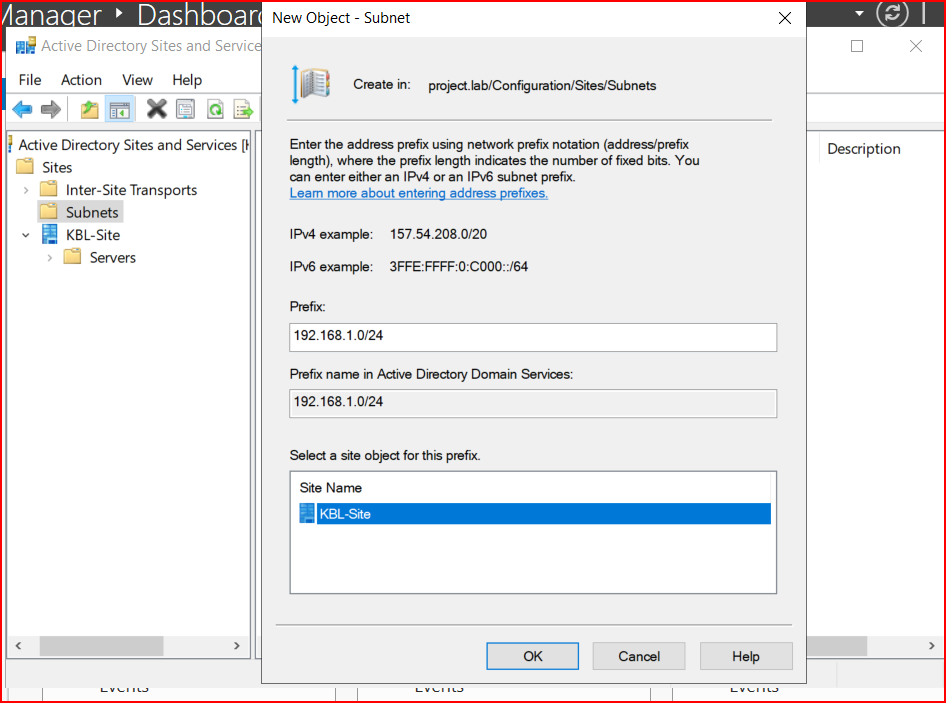 Manager
Dashboard
New Object - Subnet
Active Directory Sites and Service
File Action View Help
Active Directory Sites and Services [
Sites
Inter-Site Transports
Subnets
KBL-Site
Servers
Create in: project.lab/Configuration/Sites/Subnets
Enter the address prefix using network prefix notation (address/prefix
length), where the prefix length indicates the number of fixed bits. You
can enter either an IPv4 or an IPv6 subnet prefix.
Learn more about entering address prefixes.
IPv4 example: 157.54.208.0/20
IPv6 example: 3FFE:FFFF:0:C000::/64
Prefix:
192.168.1.0/24
Prefix name in Active Directory Domain Services:
192.168.1.0/24
Select a site object for this prefix.
Site Name
KBL-Site
OK Cancel Help
Description
Events Events Events